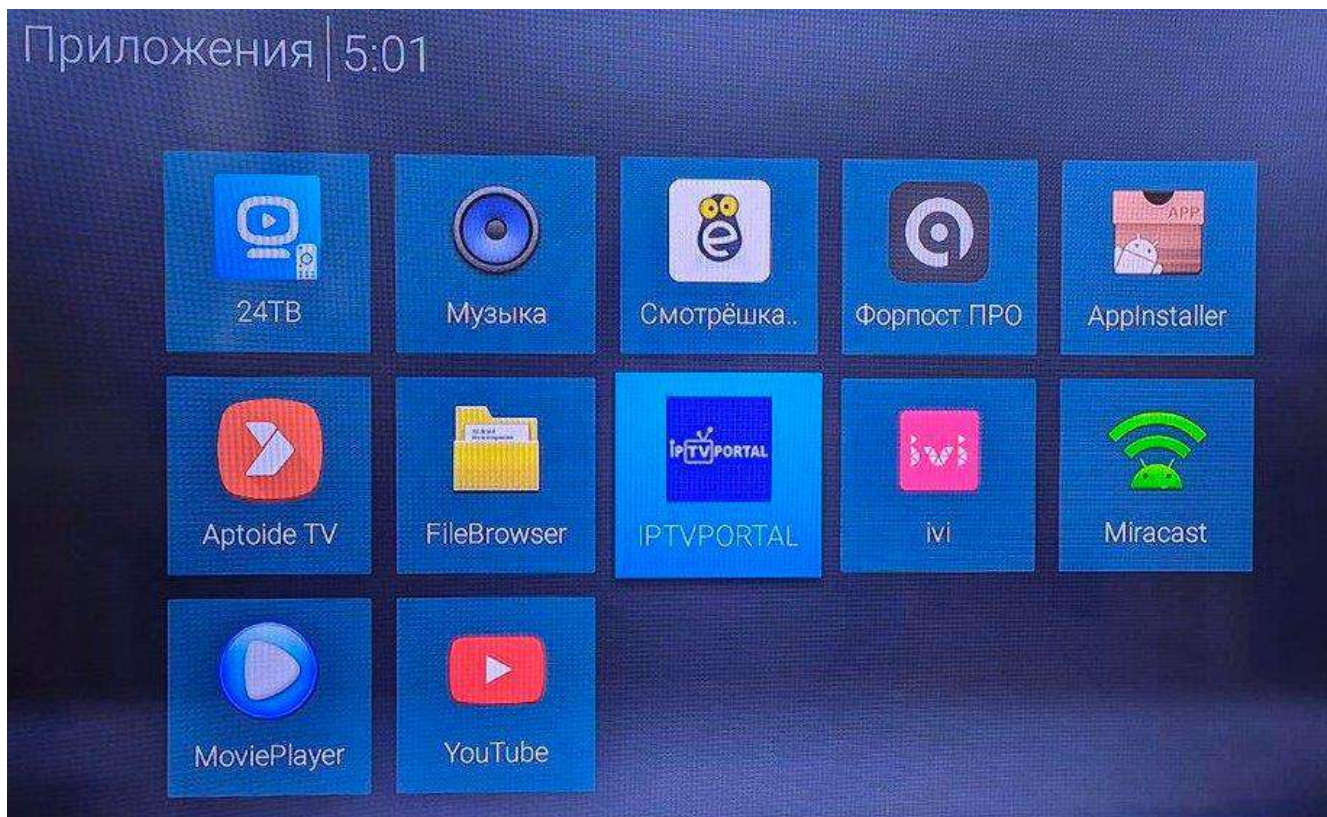 Приложения 5:01
24ТВ
Музыка
e
Смотрёшка..
Форпост ПРО
APP
AppInstaller
Aptoide TV
FileBrowser
IPTVPORTAL
IPTVPORTAL
ivi
ivi
Miracast
MoviePlayer
YouTube